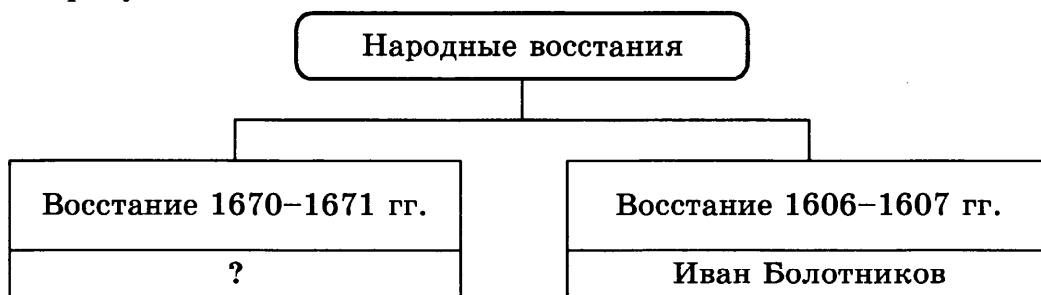 Народные восстания
Восстание 1670–1671 гг.
Восстание 1606–1607 гг.
?
Иван Болотников